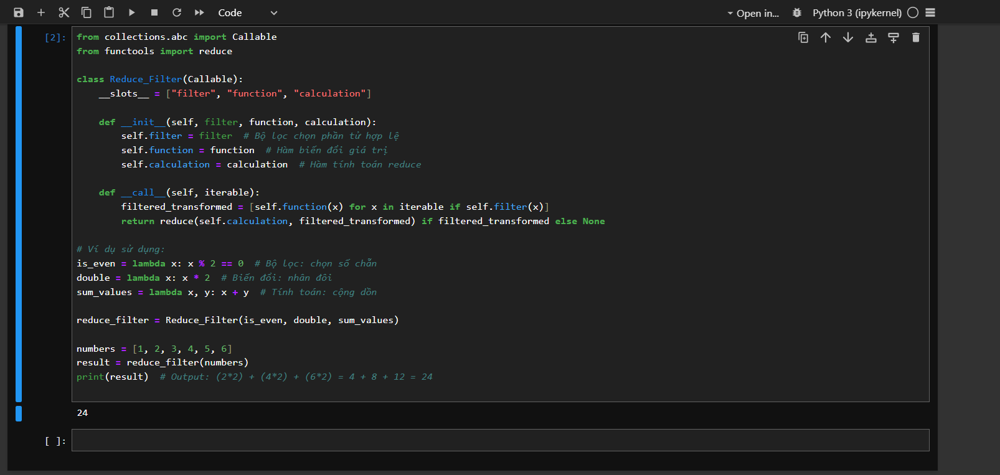 Code Open in... Python 3 (ipykernel)
[2]: from collections.abc import Callable
from functools import reduce
class Reduce_Filter(Callable):
    __slots__ = ["filter", "function", "calculation"]
    def __init__(self, filter, function, calculation):
        self.filter = filter  # Bộ lọc chọn phần tử hợp lệ
        self.function = function  # Hàm biến đổi giá trị
        self.calculation = calculation  # Hàm tính toán reduce
    def __call__(self, iterable):
        filtered_transformed = [self.function(x) for x in iterable if self.filter(x)]
        return reduce(self.calculation, filtered_transformed) if filtered_transformed else None
# Ví dụ sử dụng:
is_even = lambda x: x % 2 == 0  # Bộ lọc: chọn số chẵn
double = lambda x: x * 2  # Biến đổi: nhân đôi
sum_values = lambda x, y: x + y  # Tính toán: cộng dồn
reduce_filter = Reduce_Filter(is_even, double, sum_values)
numbers = [1, 2, 3, 4, 5, 6]
result = reduce_filter(numbers)
print(result)  # Output: (2*2) + (4*2) + (6*2) = 4 + 8 + 12 = 24
24
[ ]: